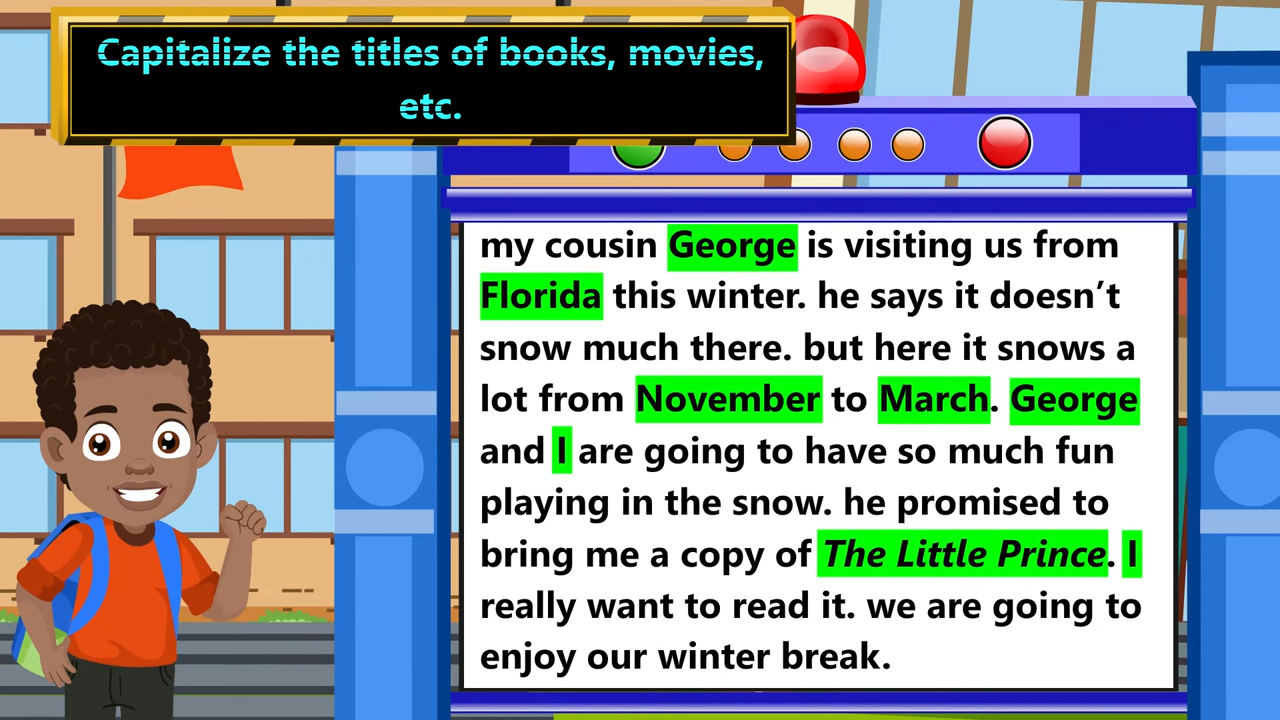 Capitalize the titles of books, movies,
etc.
my cousin George is visiting us from
Florida this winter. he says it doesn’t
snow much there. but here it snows a
lot from November to March. George
and I are going to have so much fun
playing in the snow. he promised to
bring me a copy of The Little Prince. I
really want to read it. we are going to
enjoy our winter break.